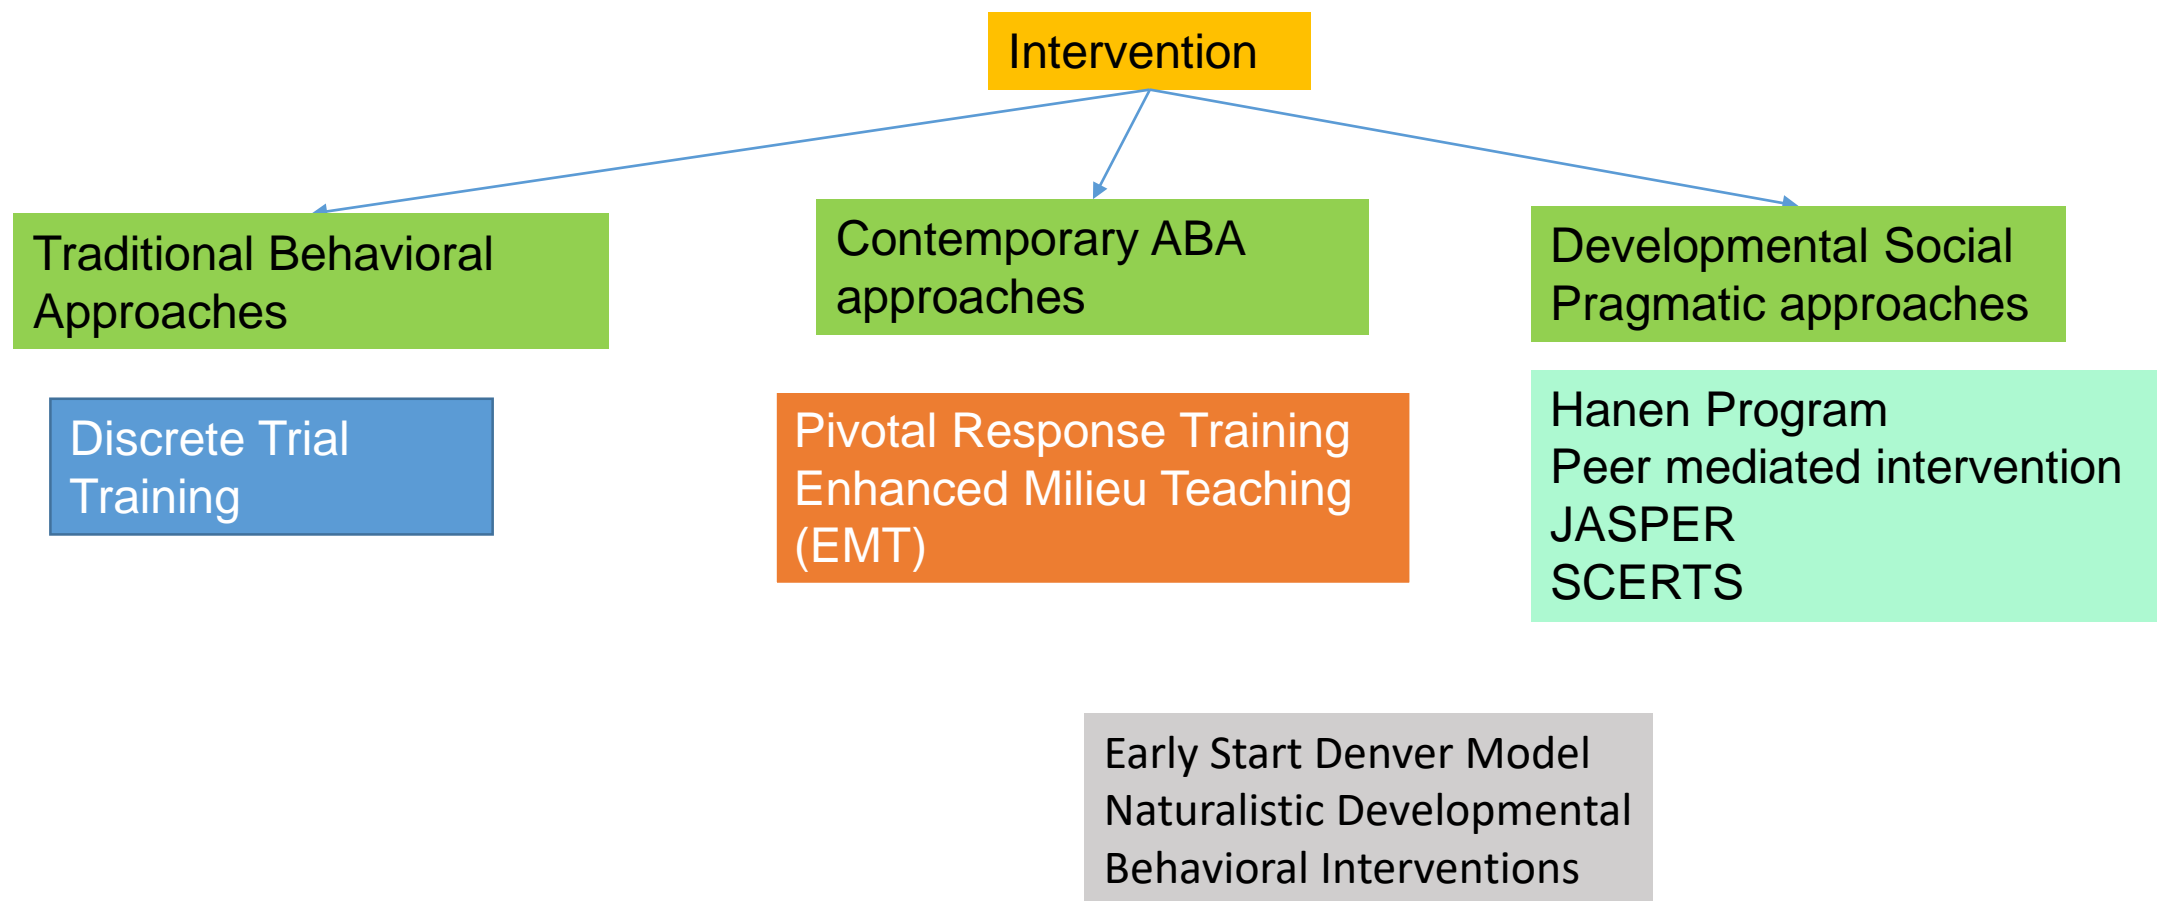 Intervention
Traditional Behavioral
Approaches
Contemporary ABA
approaches
Developmental Social
Pragmatic approaches
Discrete Trial
Training
Pivotal Response Training
Enhanced Milieu Teaching
(EMT)
Hanen Program
Peer mediated intervention
JASPER
SCERTS
Early Start Denver Model
Naturalistic Developmental
Behavioral Interventions